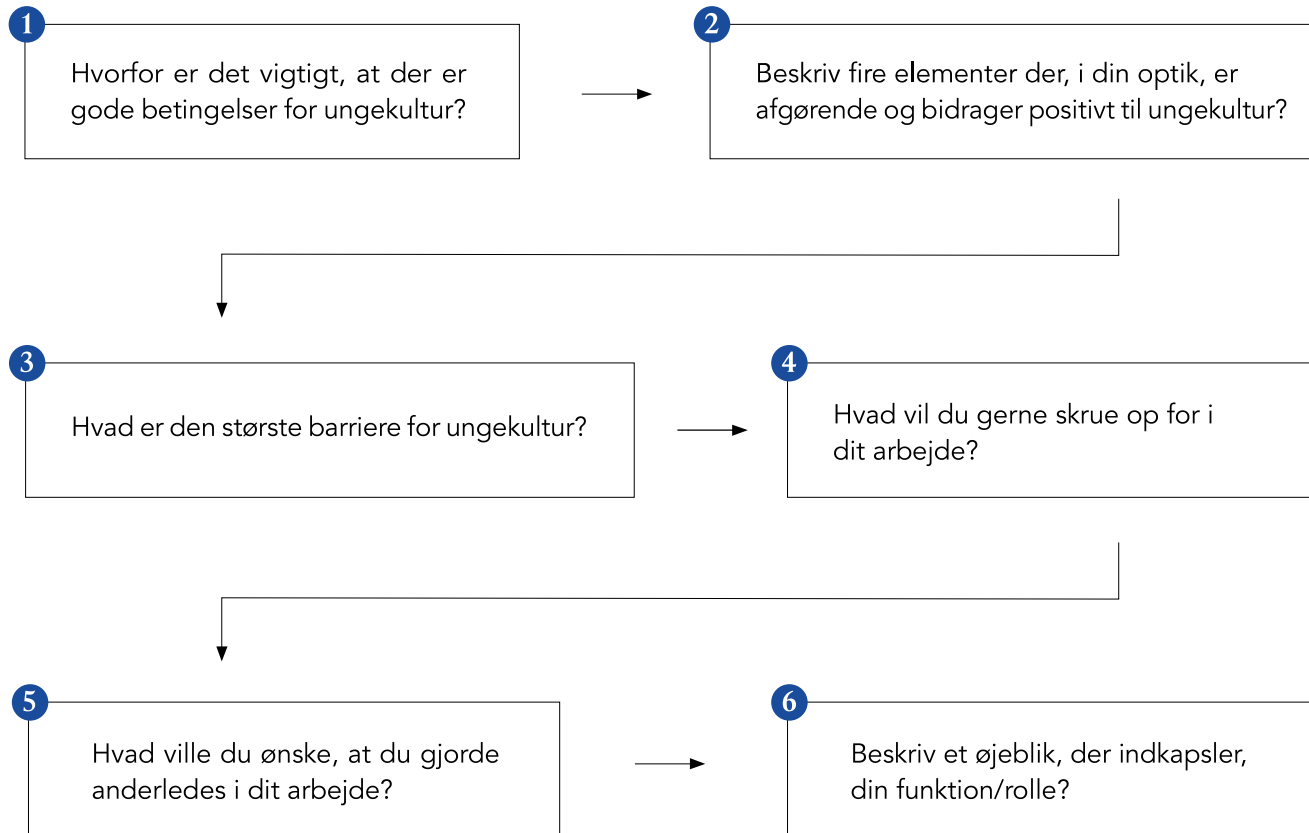 1
Hvorfor er det vigtigt, at der er
gode betingelser for ungekultur?
2
Beskriv fire elementer der, i din optik, er
afgørende og bidrager positivt til ungekultur?
3
Hvad er den største barriere for ungekultur?
4
Hvad vil du gerne skrue op for i
dit arbejde?
5
Hvad ville du ønske, at du gjorde
anderledes i dit arbejde?
6
Beskriv et øjeblik, der indkapsler,
din funktion/rolle?